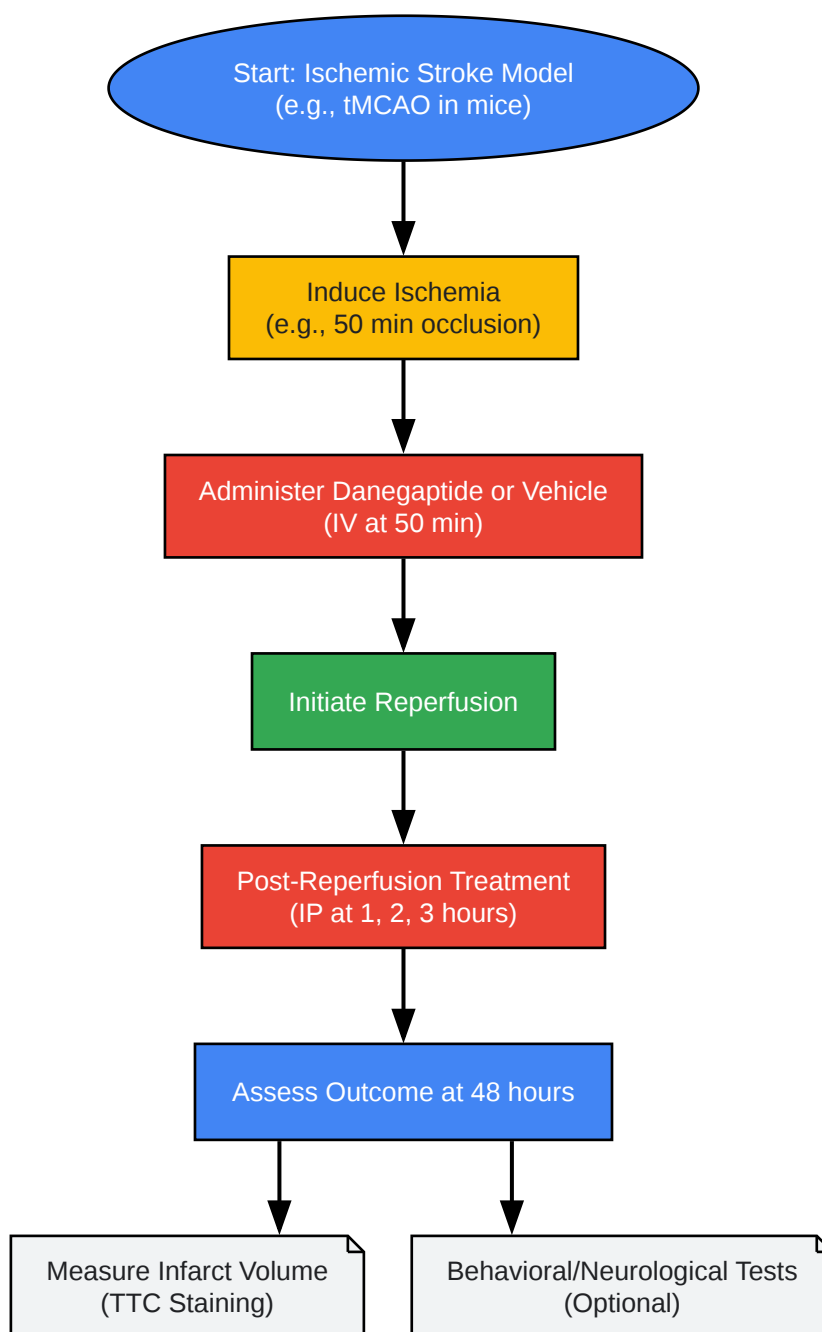 Start: Ischemic Stroke Model
(e.g., tMCAO in mice)
Induce Ischemia
(e.g., 50 min occlusion)
Administer Danegaptide or Vehicle
(IV at 50 min)
Initiate Reperfusion
Post-Reperfusion Treatment
(IP at 1, 2, 3 hours)
Assess Outcome at 48 hours
Measure Infarct Volume
(TTC Staining)
Behavioral/Neurological Tests
(Optional)